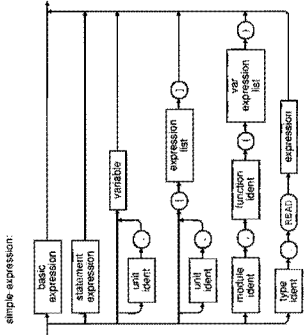 simple-expression:
basic expression
statement expression
unit ident
.
variable
unit ident
.
[
expression list
]
module ident
.
function ident
(
var expression list
)
type ident
.
READ
expression